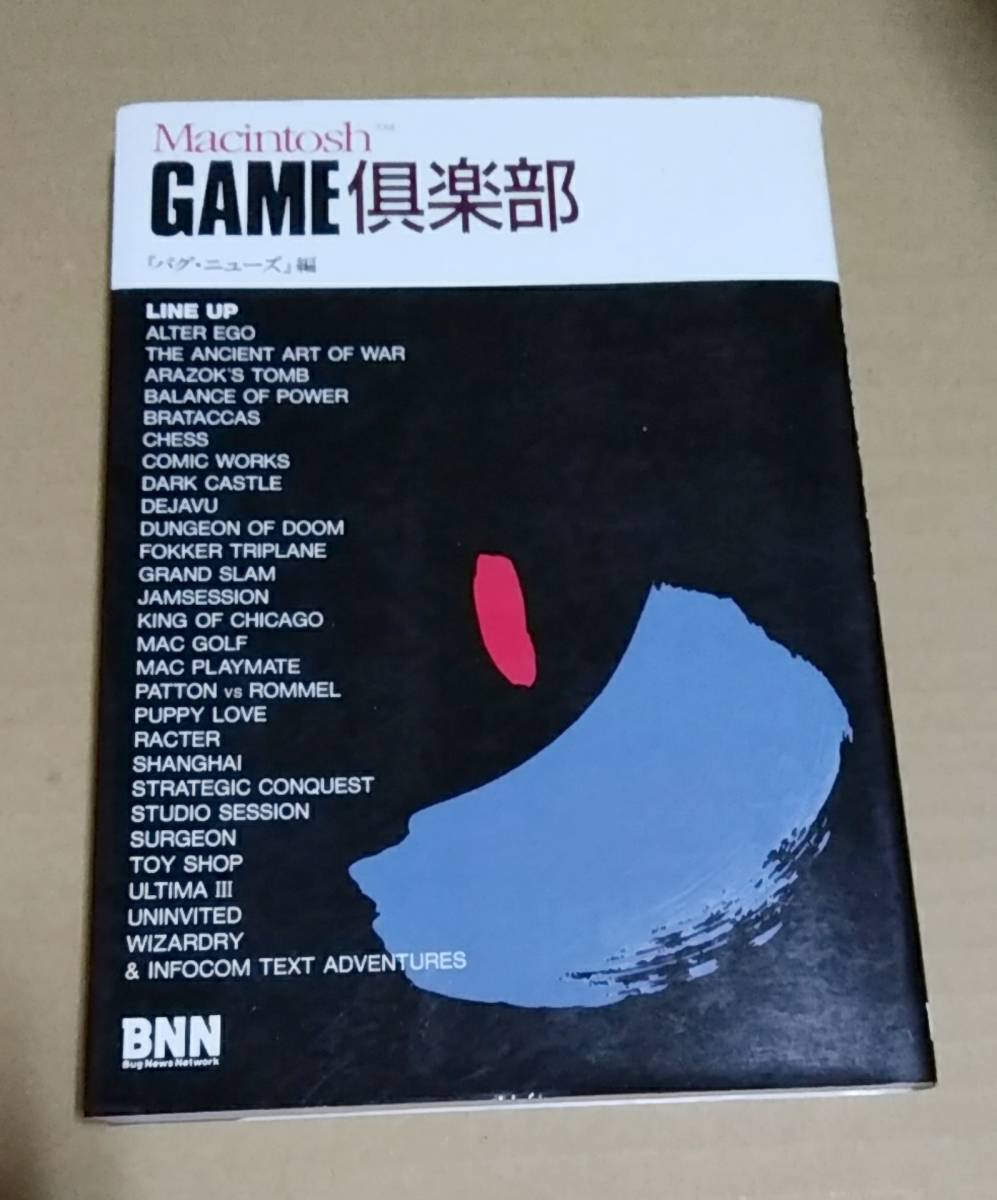 Macintosh™
GAME倶楽部
『バグ・ニューズ』編
LINE UP
ALTER EGO
THE ANCIENT ART OF WAR
ARAZOK'S TOMB
BALANCE OF POWER
BRATACCAS
CHESS
COMIC WORKS
DARK CASTLE
DEJAVU
DUNGEON OF DOOM
FOKKER TRIPLANE
GRAND SLAM
JAMSESSION
KING OF CHICAGO
MAC GOLF
MAC PLAYMATE
PATTON vs ROMMEL
PUPPY LOVE
RACTER
SHANGHAI
STRATEGIC CONQUEST
STUDIO SESSION
SURGEON
TOY SHOP
ULTIMA III
UNINVITED
WIZARDRY
& INFOCOM TEXT ADVENTURES
BNN
Bug News Network